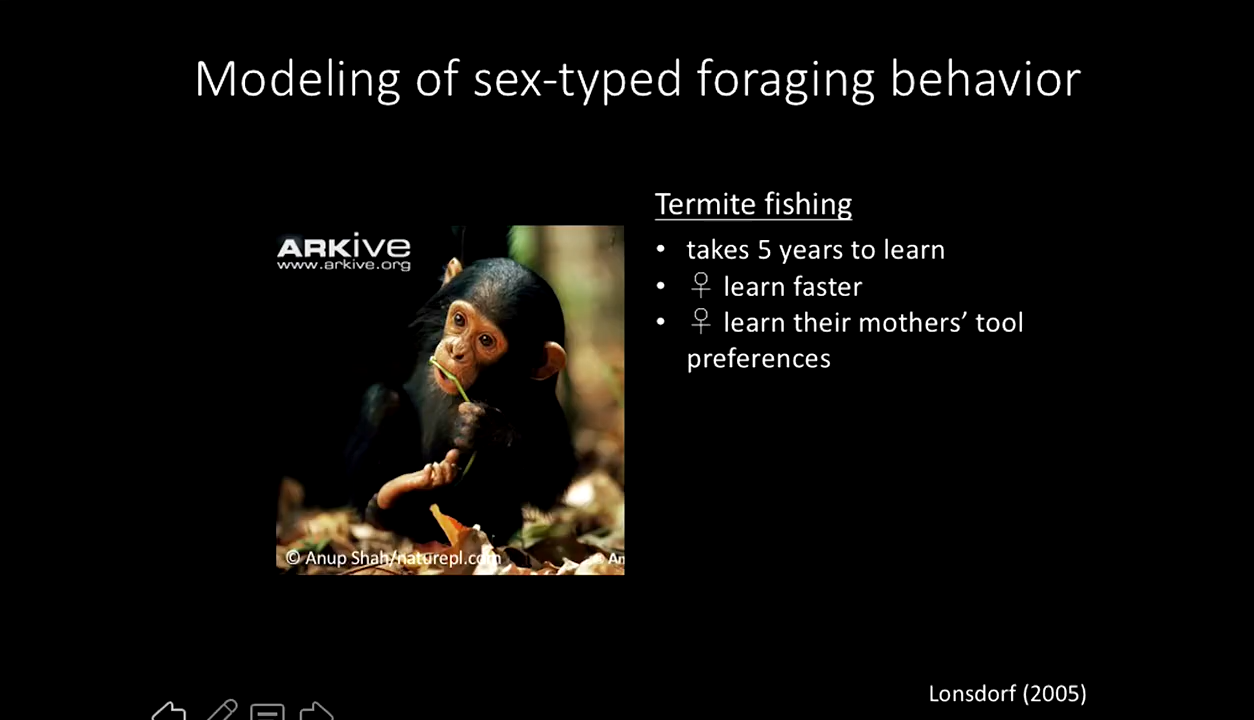 Modeling of sex-typed foraging behavior
Termite fishing
• takes 5 years to learn
• ♀ learn faster
• ♀ learn their mothers’ tool
preferences
ARKive
www.arkive.org
© Anup Shah/naturepl.com
Lonsdorf (2005)